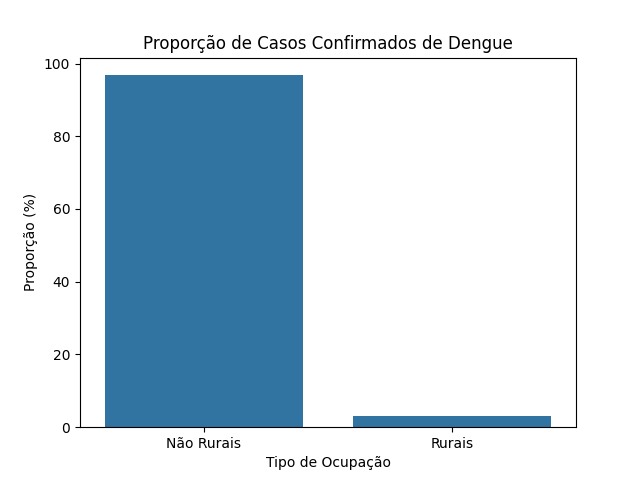 Proporção de Casos Confirmados de Dengue
100
80
60
40
20
0
Proporção (%)
Não Rurais
Rurais
Tipo de Ocupação